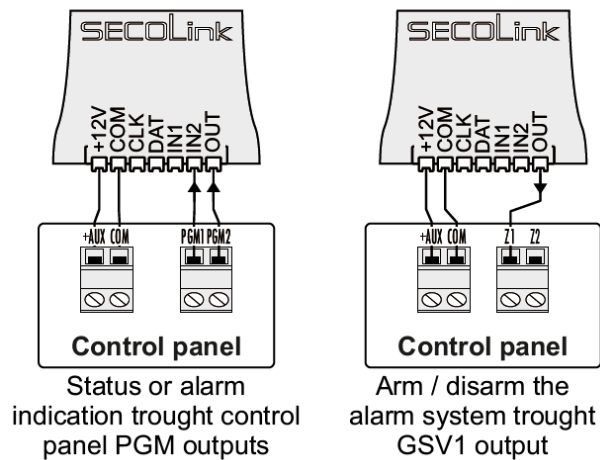 SECOLink
+12V
COM
CLK
DAT
IN1
IN2
OUT
+AUX COM
PGM1 PGM2
Control panel
Status or alarm
indication trought control
panel PGM outputs
SECOLink
+12V
COM
CLK
DAT
IN1
IN2
OUT
+AUX COM
Z1 Z2
Control panel
Arm / disarm the
alarm system trought
GSV1 output